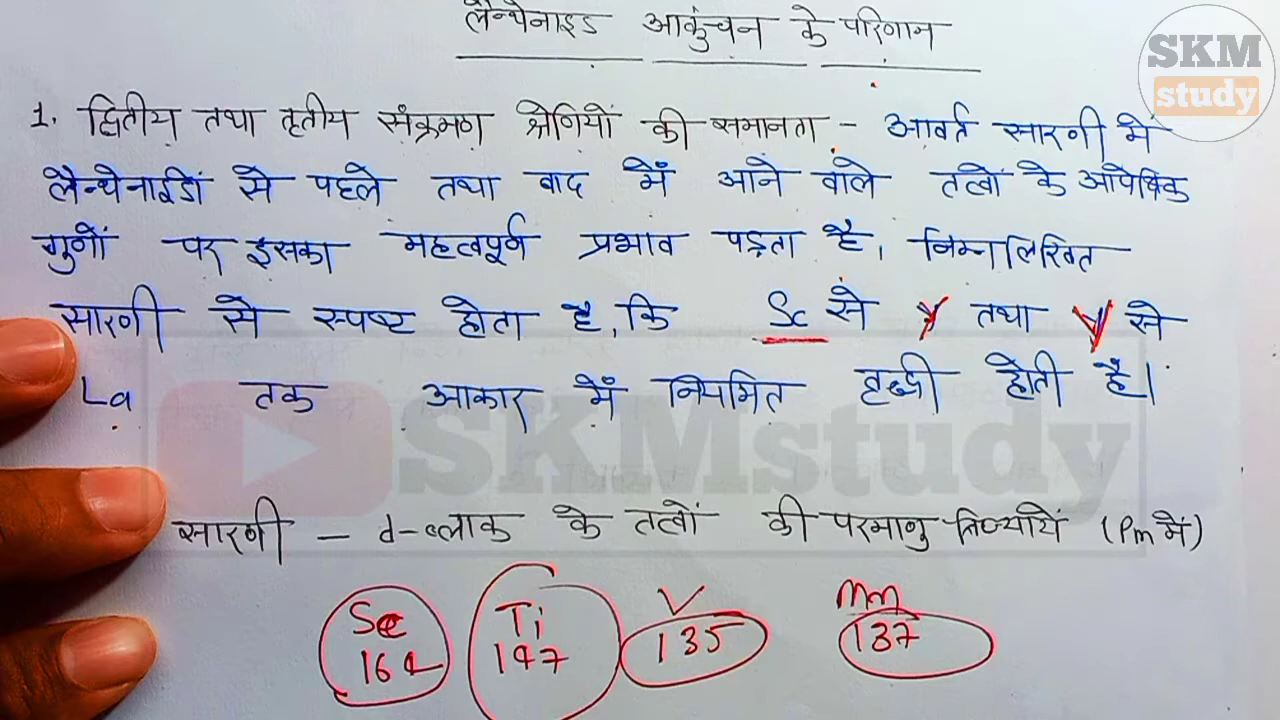 लैन्थेनाइड आकुंचन के परिणाम
SKM
study
1. द्वितीय तथा तृतीय संक्रमण श्रेणियों की समानता - आवर्त सारणी में
लैन्थेनाइडों से पहले तथा बाद में आने वाले तत्वों के आपेक्षिक
गुणों पर इसका महत्वपूर्ण प्रभाव पड़ता है, निम्नलिखित
सारणी से स्पष्ट होता है, कि Sc से Y तथा Y से
La तक आकार में नियमित वृद्धी होती है।
SKMstudy
सारणी - d-ब्लाक के तत्वों की परमाणु त्रिज्यायें (Pm में)
Sc Ti V Mn
164 147 135 137